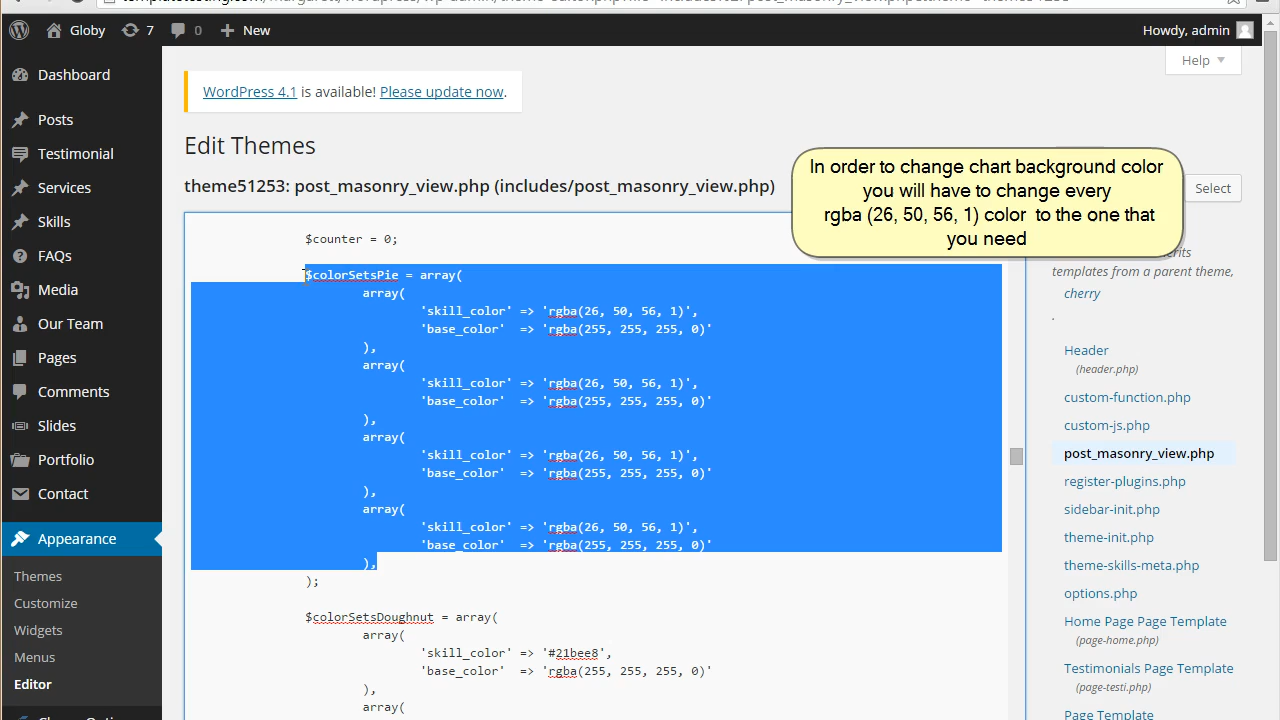 Globy
7
0
New
Howdy, admin
Help
Dashboard
Posts
Testimonial
Services
Skills
FAQs
Media
Our Team
Pages
Comments
Slides
Portfolio
Contact
Appearance
Themes
Customize
Widgets
Menus
Editor
WordPress 4.1 is available! Please update now.
Edit Themes
theme51253: post_masonry_view.php (includes/post_masonry_view.php)
Select
In order to change chart background color
you will have to change every
rgba (26, 50, 56, 1) color to the one that
you need
$counter = 0;
$colorSetsPie = array(
array(
'skill_color' => 'rgba(26, 50, 56, 1)',
'base_color' => 'rgba(255, 255, 255, 0)'
),
array(
'skill_color' => 'rgba(26, 50, 56, 1)',
'base_color' => 'rgba(255, 255, 255, 0)'
),
array(
'skill_color' => 'rgba(26, 50, 56, 1)',
'base_color' => 'rgba(255, 255, 255, 0)'
),
array(
'skill_color' => 'rgba(26, 50, 56, 1)',
'base_color' => 'rgba(255, 255, 255, 0)'
),
);
$colorSetsDoughnut = array(
array(
'skill_color' => '#21bee8',
'base_color' => 'rgba(255, 255, 255, 0)'
),
array(
templates from a parent theme,
cherry
.
Header
(header.php)
custom-function.php
custom-js.php
post_masonry_view.php
register-plugins.php
sidebar-init.php
theme-init.php
theme-skills-meta.php
options.php
Home Page Page Template
(page-home.php)
Testimonials Page Template
(page-testi.php)
Page Template